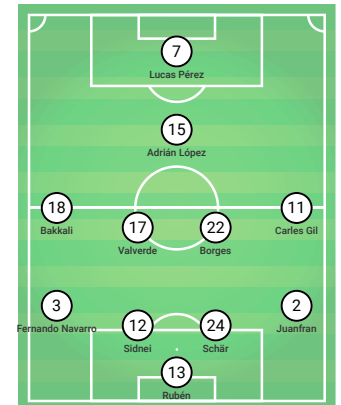 7
Lucas Pérez
15
Adrián López
18
11
Bakkali
17
22
Carles Gil
Valverde
Borges
3
2
Fernando Navarro
12
24
Juanfran
Sidnei
Schär
13
Rubén